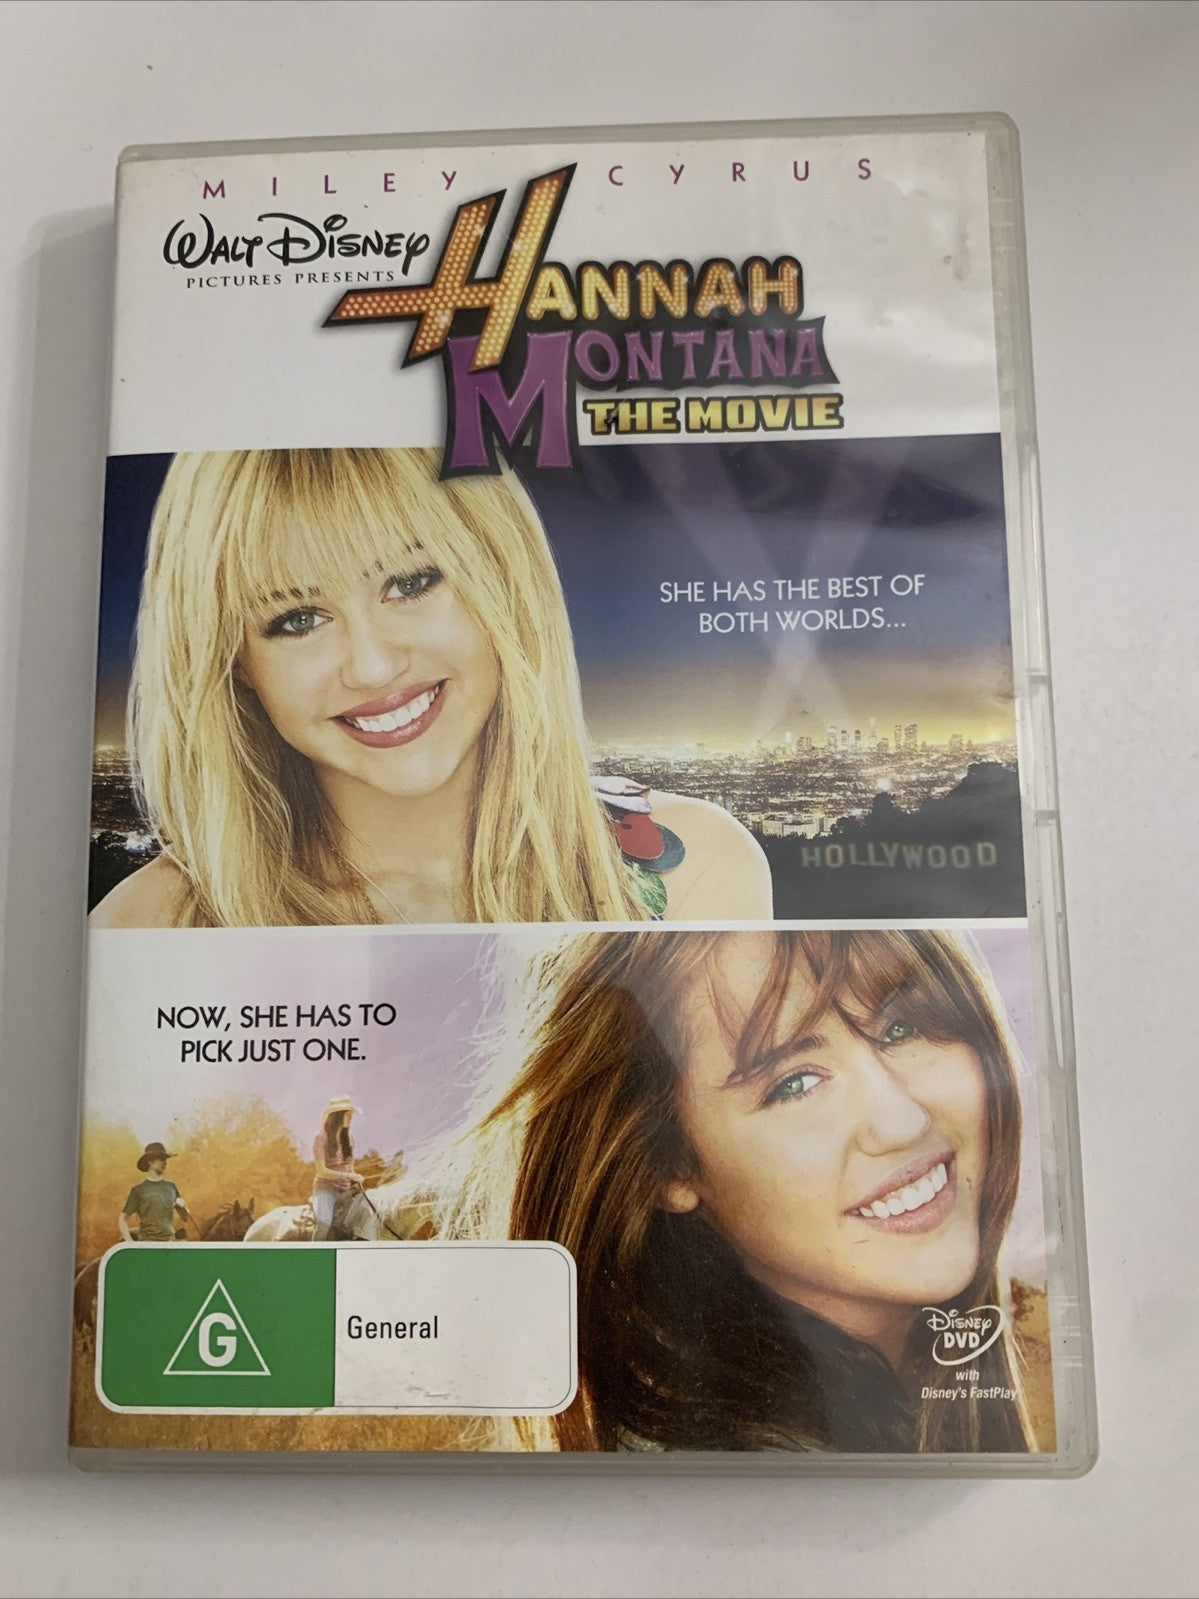 MILEY CYRUS
WALT DISNEY
PICTURES PRESENTS
HANNAH
MONTANA
THE MOVIE
SHE HAS THE BEST OF
BOTH WORLDS...
HOLLYWOOD
NOW, SHE HAS TO
PICK JUST ONE.
G
General
DISNEY
DVD
with
Disney's FastPlay